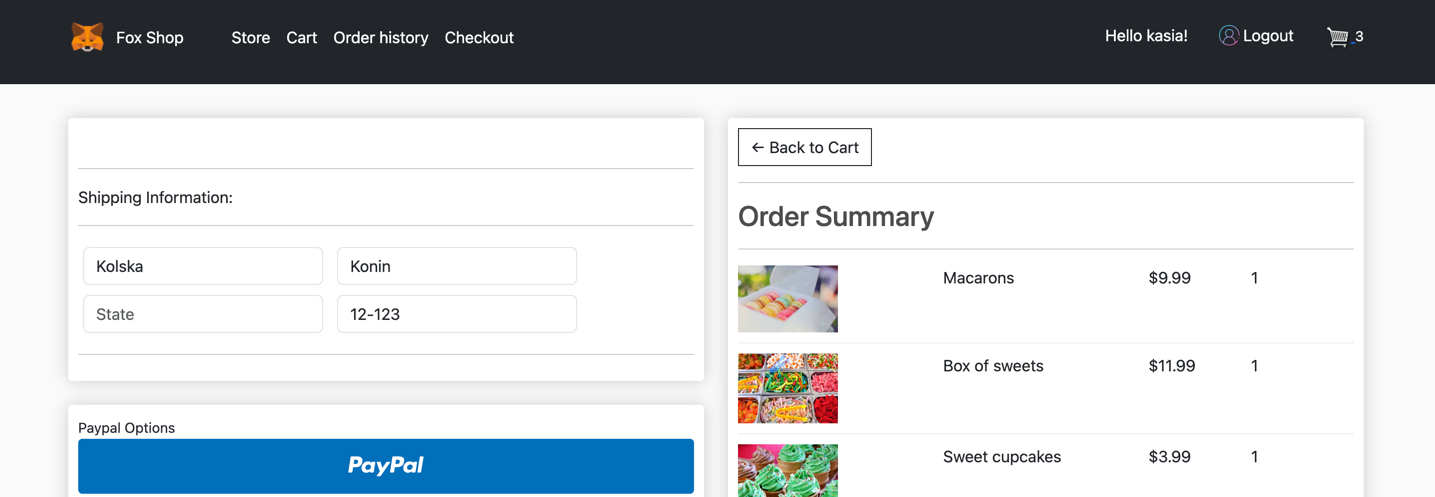 Fox Shop Store Cart Order history Checkout Hello kasia! Logout 3
Shipping Information:
Kolska Konin
State 12-123
Paypal Options
PayPal
← Back to Cart
Order Summary
Macarons $9.99 1
Box of sweets $11.99 1
Sweet cupcakes $3.99 1